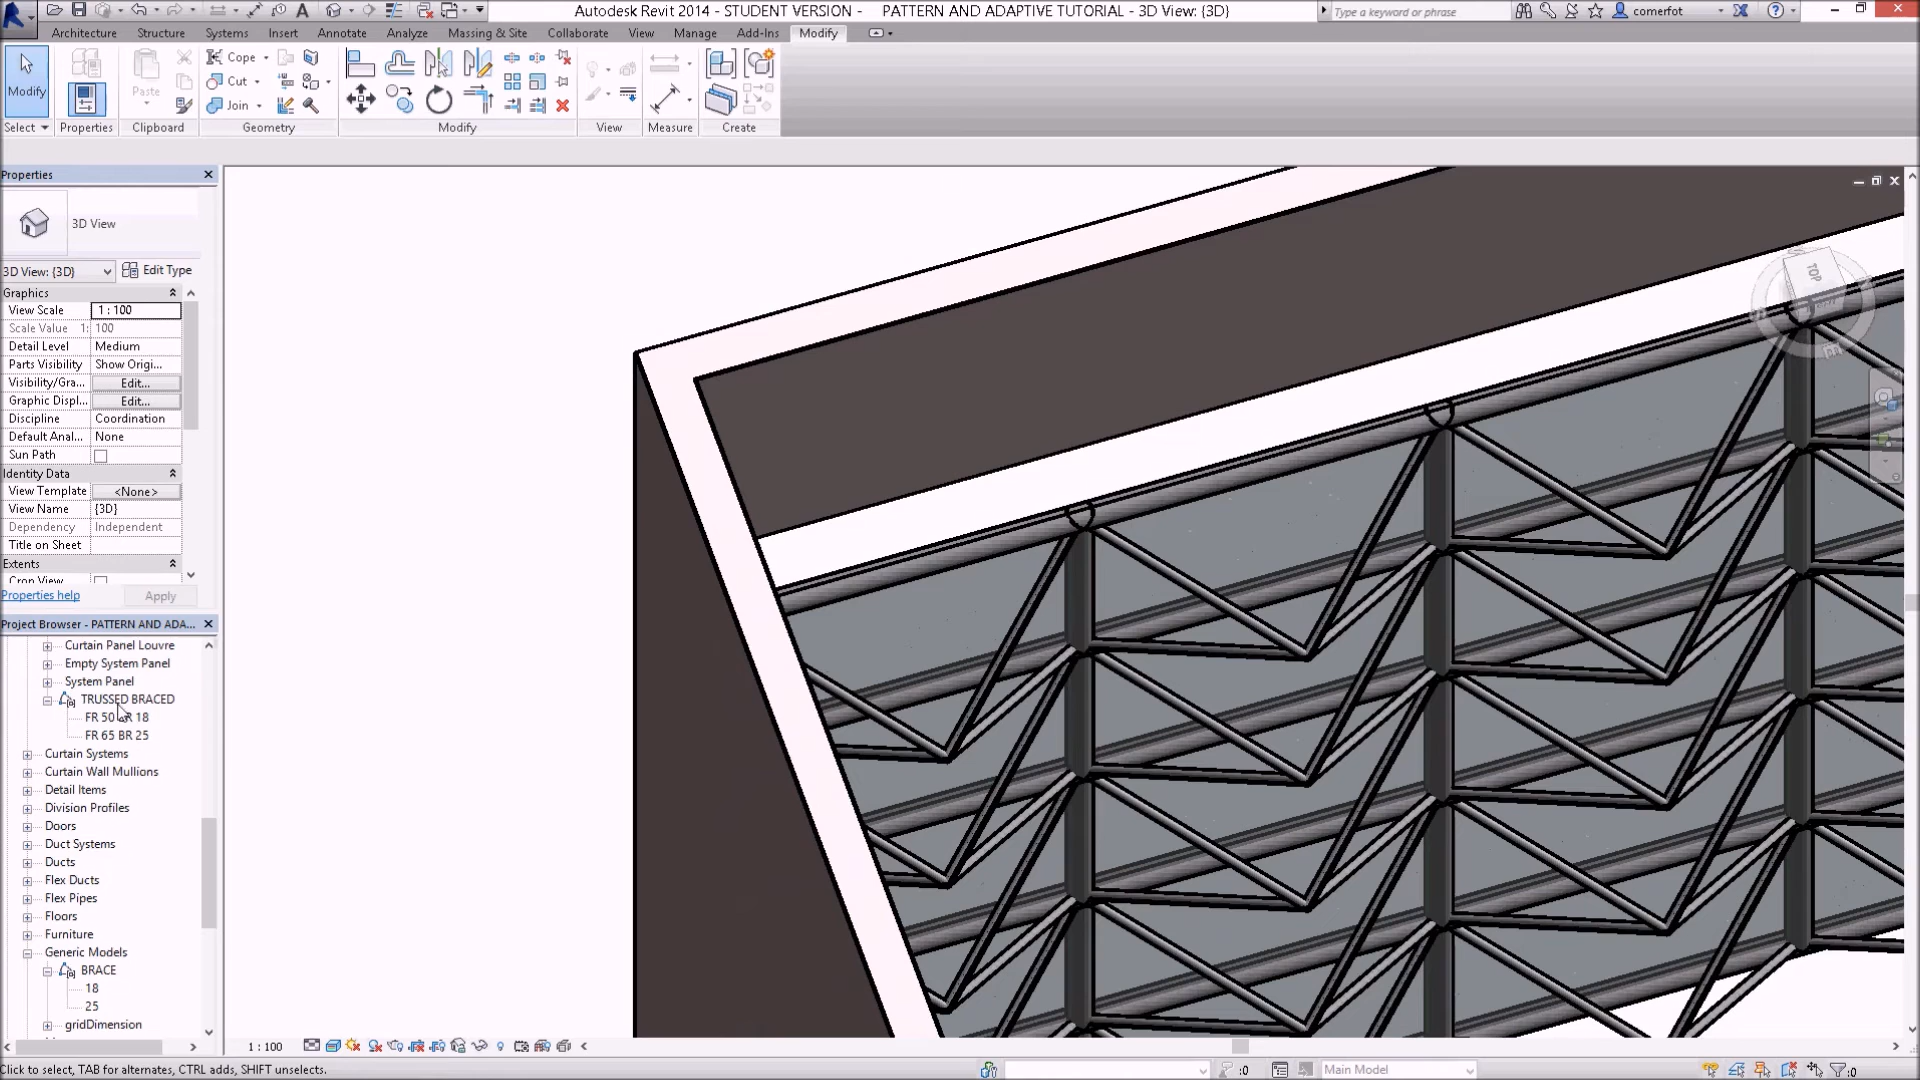 Autodesk Revit 2014 - STUDENT VERSION - PATTERN AND ADAPTIVE TUTORIAL - 3D View: {3D}
Type a keyword or phrase
comerfot
Architecture Structure Systems Insert Annotate Analyze Massing & Site Collaborate View Manage Add-Ins Modify
Modify
Paste
Cope
Cut
Join
Select Properties Clipboard Geometry Modify View Measure Create
Properties
3D View
3D View: {3D} Edit Type
Graphics
View Scale 1 : 100
Scale Value 1: 100
Detail Level Medium
Parts Visibility Show Origi...
Visibility/Gra... Edit...
Graphic Displ... Edit...
Discipline Coordination
Default Anal... None
Sun Path
Identity Data
View Template <None>
View Name {3D}
Dependency Independent
Title on Sheet
Extents
Crop View
Properties help Apply
Project Browser - PATTERN AND ADA...
Curtain Panel Louvre
Empty System Panel
System Panel
TRUSSED BRACED
FR 50 BR 18
FR 65 BR 25
Curtain Systems
Curtain Wall Mullions
Detail Items
Division Profiles
Doors
Duct Systems
Ducts
Flex Ducts
Flex Pipes
Floors
Furniture
Generic Models
BRACE
18
25
gridDimension
TOP
1 : 100
Click to select, TAB for alternates, CTRL adds, SHIFT unselects.
:0
Main Model
:0